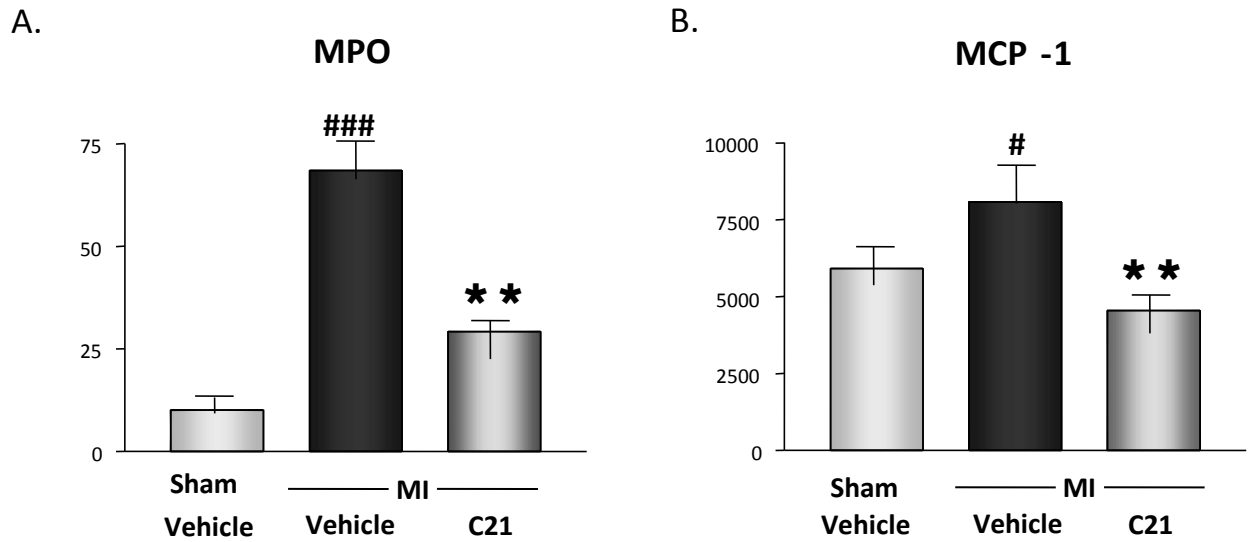 A.
MPO
###
75
50
* *
25
0
Sham
MI
Vehicle
Vehicle
C21
B.
MCP -1
10000
#
7500
* *
5000
2500
0
Sham
MI
Vehicle
Vehicle
C21